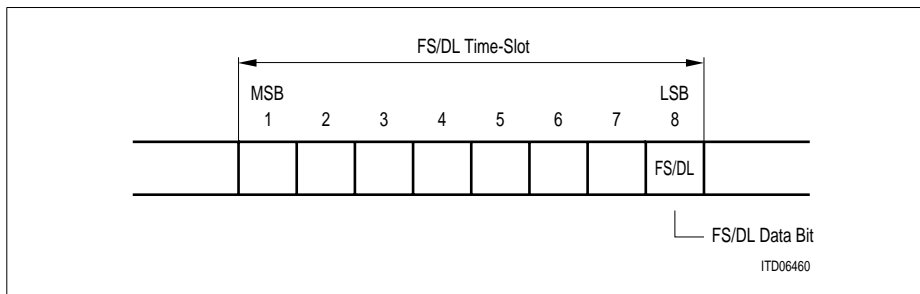 FS/DL Time-Slot
MSB LSB
1 2 3 4 5 6 7 8
FS/DL
FS/DL Data Bit
ITD06460